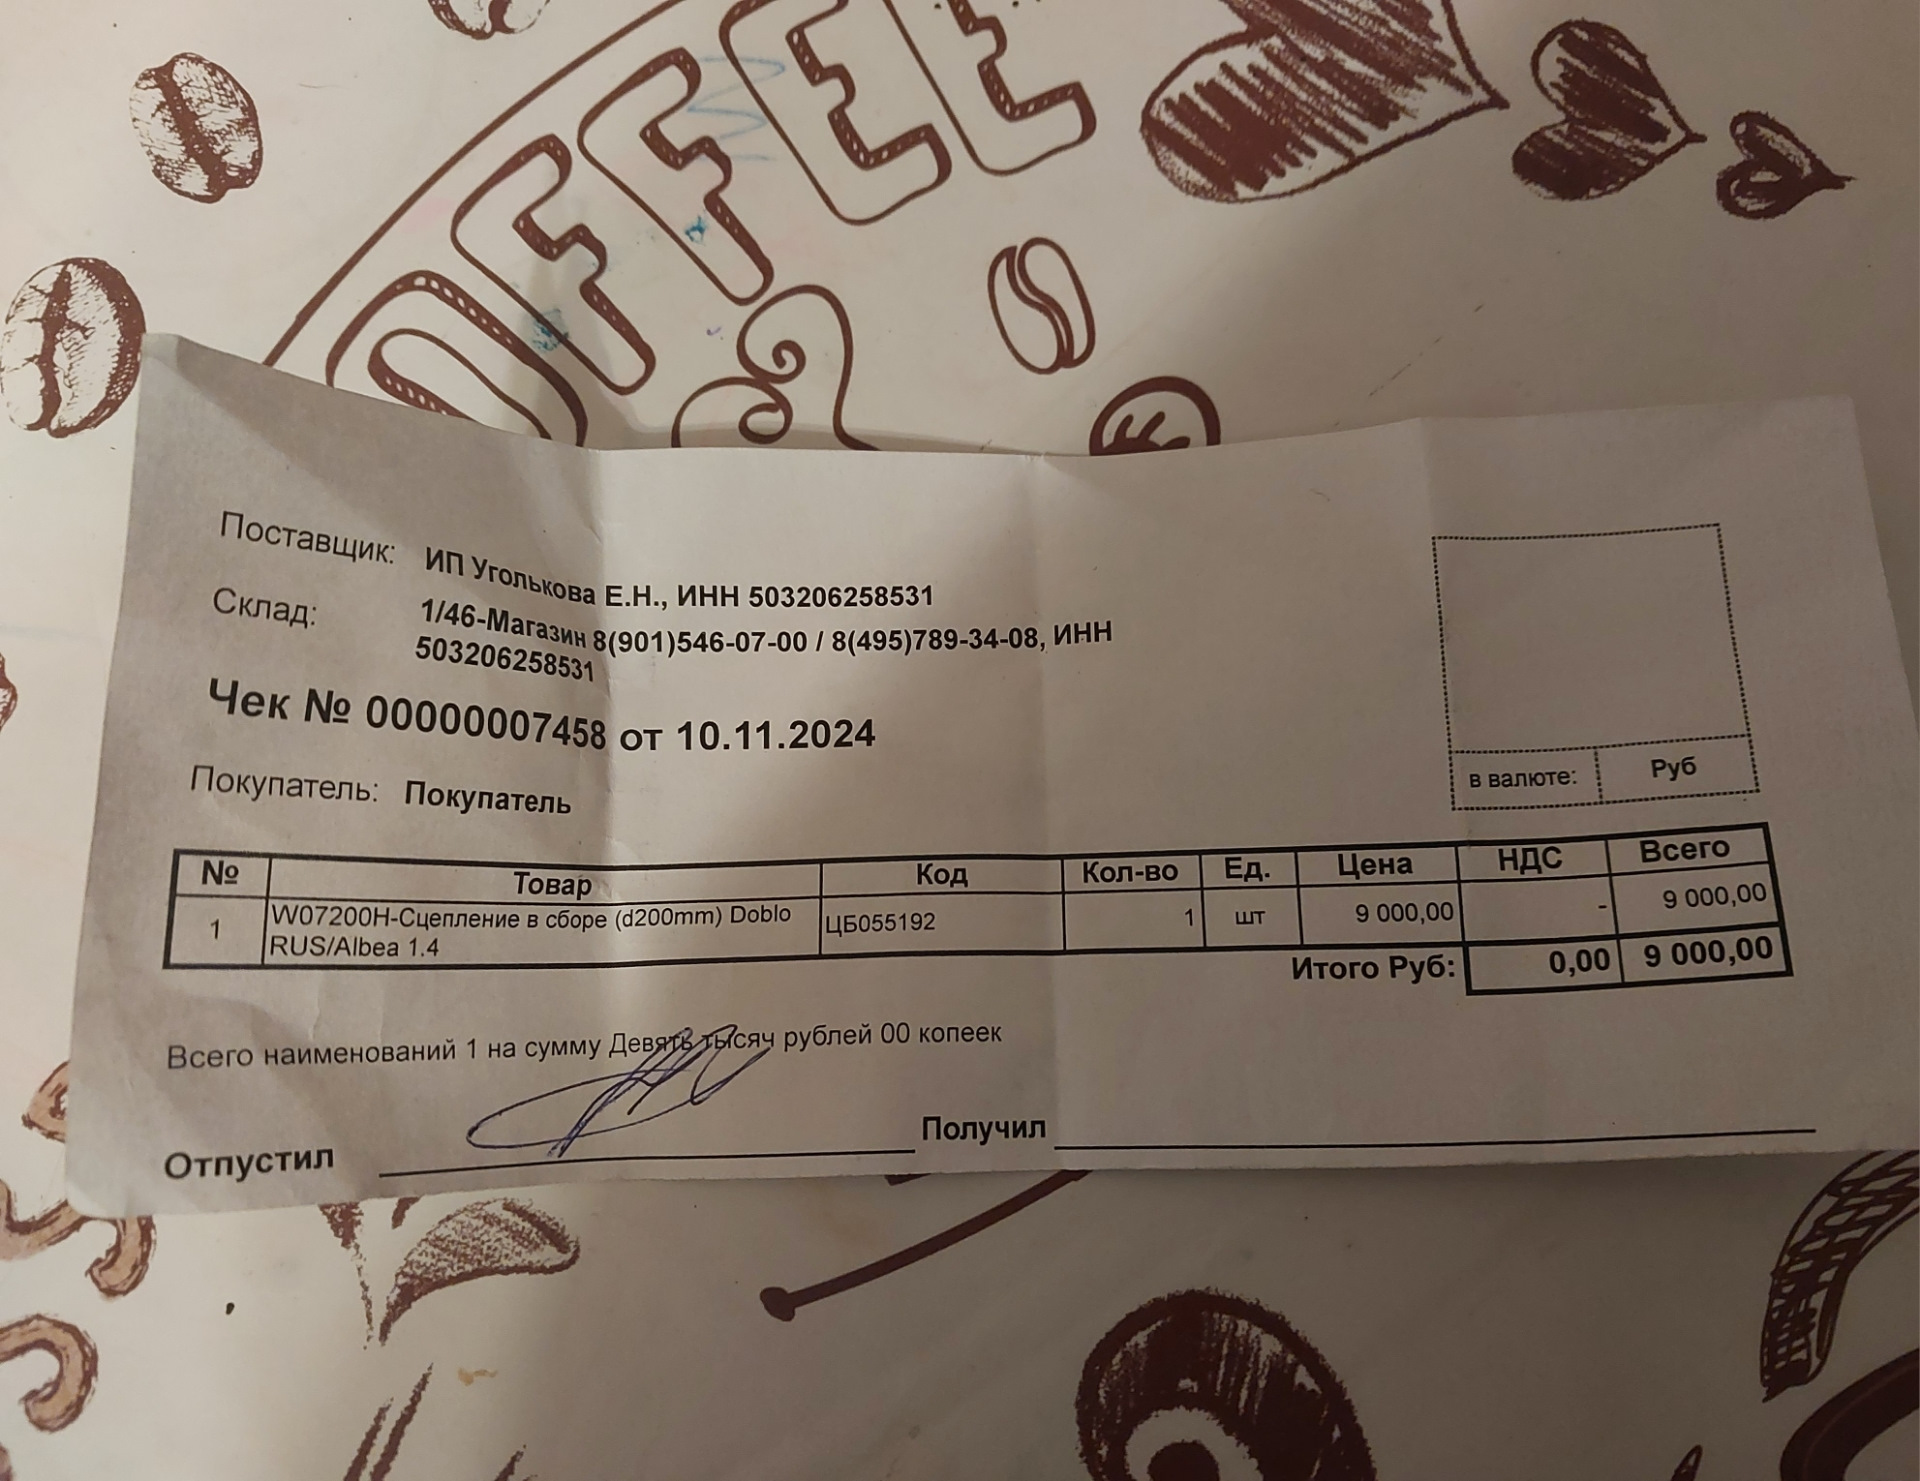 OFFEE
Поставщик: ИП Уголькова Е.Н., ИНН 503206258531
Склад: 1/46-Магазин 8(901)546-07-00 / 8(495)789-34-08, ИНН
503206258531
Чек № 00000007458 от 10.11.2024
Покупатель: Покупатель
в валюте: Руб
№ Товар Код Кол-во Ед. Цена НДС Всего
1 W07200H-Сцепление в сборе (d200mm) Doblo ЦБ055192 1 шт 9 000,00 - 9 000,00
RUS/Albea 1.4
Итого Руб: 0,00 9 000,00
Всего наименований 1 на сумму Девять тысяч рублей 00 копеек
Отпустил Получил